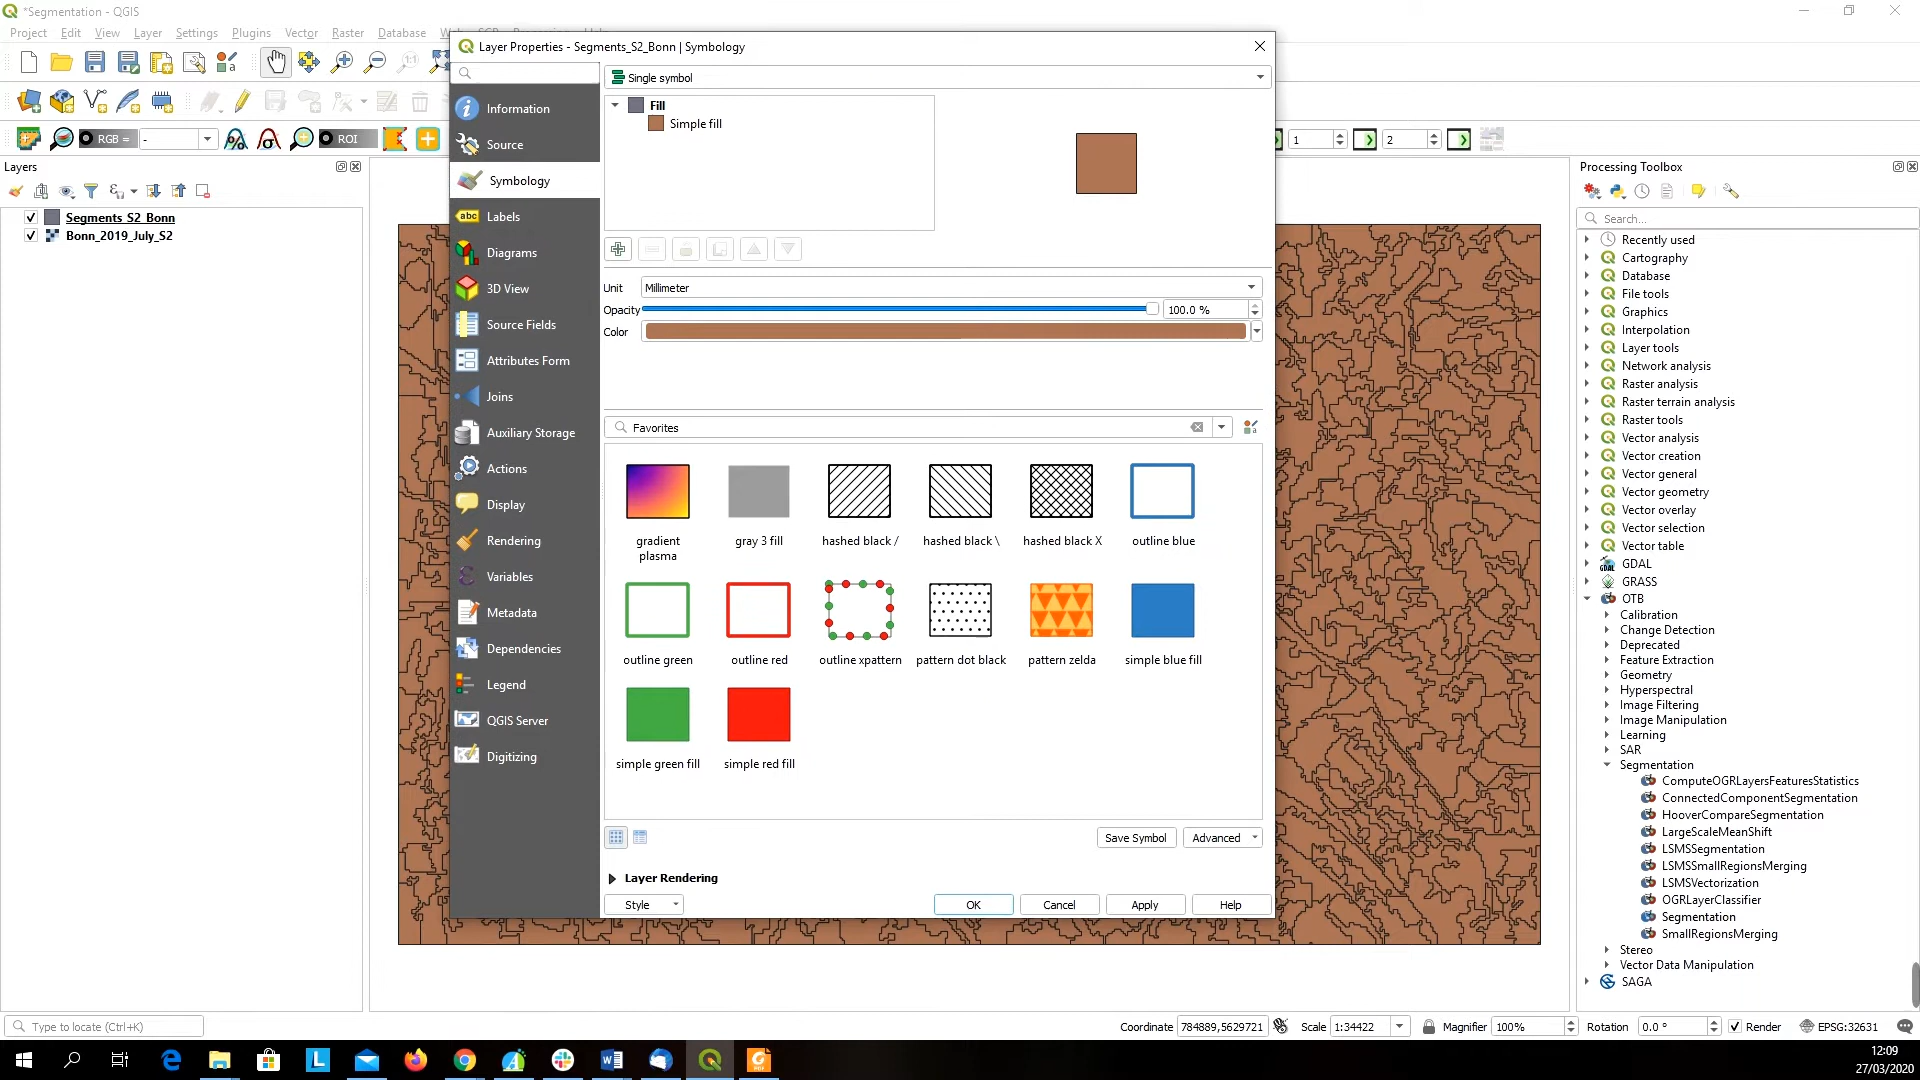 *Segmentation - QGIS
Project Edit View Layer Settings Plugins Vector Raster Database
Layer Properties - Segments_S2_Bonn | Symbology
Single symbol
Information
Source
Symbology
Labels
Diagrams
3D View
Source Fields
Attributes Form
Joins
Auxiliary Storage
Actions
Display
Rendering
Variables
Metadata
Dependencies
Legend
QGIS Server
Digitizing
Fill
Simple fill
Unit Millimeter
Opacity 100.0 %
Color
Favorites
gradient plasma
gray 3 fill
hashed black /
hashed black \
hashed black X
outline blue
outline green
outline red
outline xpattern
pattern dot black
pattern zelda
simple blue fill
simple green fill
simple red fill
Save Symbol
Advanced
Layer Rendering
Style
OK
Cancel
Apply
Help
RGB = -
ROI
1
2
Layers
Segments_S2_Bonn
Bonn_2019_July_S2
Processing Toolbox
Search...
Recently used
Cartography
Database
File tools
Graphics
Interpolation
Layer tools
Network analysis
Raster analysis
Raster terrain analysis
Raster tools
Vector analysis
Vector creation
Vector general
Vector geometry
Vector overlay
Vector selection
Vector table
GDAL
GRASS
OTB
Calibration
Change Detection
Deprecated
Feature Extraction
Geometry
Hyperspectral
Image Filtering
Image Manipulation
Learning
SAR
Segmentation
ComputeOGRLayersFeaturesStatistics
ConnectedComponentSegmentation
HooverCompareSegmentation
LargeScaleMeanShift
LSMSSegmentation
LSMSSmallRegionsMerging
LSMSVectorization
OGRLayerClassifier
Segmentation
SmallRegionsMerging
Stereo
Vector Data Manipulation
SAGA
Type to locate (Ctrl+K)
Coordinate 784889,5629721 Scale 1:34422 Magnifier 100% Rotation 0.0 ° Render EPSG:32631
12:09
27/03/2020